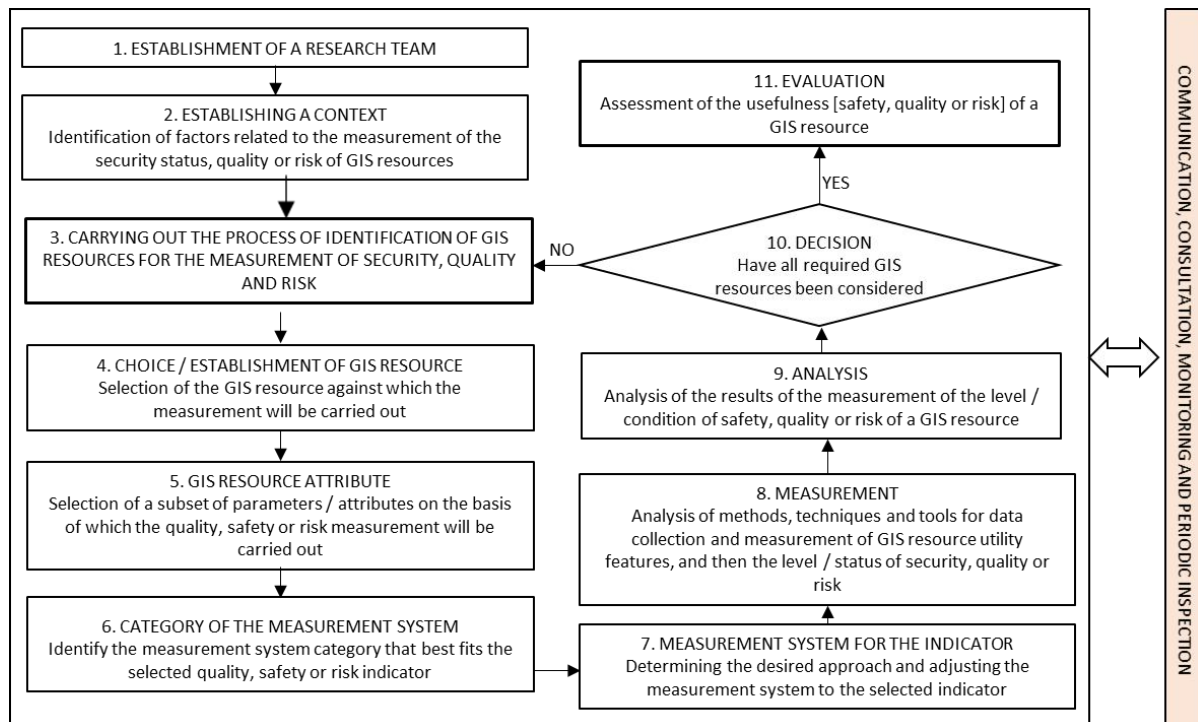 1. ESTABLISHMENT OF A RESEARCH TEAM
2. ESTABLISHING A CONTEXT
Identification of factors related to the measurement of the
security status, quality or risk of GIS resources
3. CARRYING OUT THE PROCESS OF IDENTIFICATION OF GIS
RESOURCES FOR THE MEASUREMENT OF SECURITY, QUALITY
AND RISK
4. CHOICE / ESTABLISHMENT OF GIS RESOURCE
Selection of the GIS resource against which the
measurement will be carried out
5. GIS RESOURCE ATTRIBUTE
Selection of a subset of parameters / attributes on the basis
of which the quality, safety or risk measurement will be
carried out
6. CATEGORY OF THE MEASUREMENT SYSTEM
Identify the measurement system category that best fits the
selected quality, safety or risk indicator
7. MEASUREMENT SYSTEM FOR THE INDICATOR
Determining the desired approach and adjusting the
measurement system to the selected indicator
8. MEASUREMENT
Analysis of methods, techniques and tools for data
collection and measurement of GIS resource utility
features, and then the level / status of security, quality or
risk
9. ANALYSIS
Analysis of the results of the measurement of the level /
condition of safety, quality or risk of a GIS resource
10. DECISION
Have all required GIS
resources been considered
NO
YES
11. EVALUATION
Assessment of the usefulness [safety, quality or risk] of a
GIS resource
COMMUNICATION, CONSULTATION, MONITORING AND PERIODIC INSPECTION